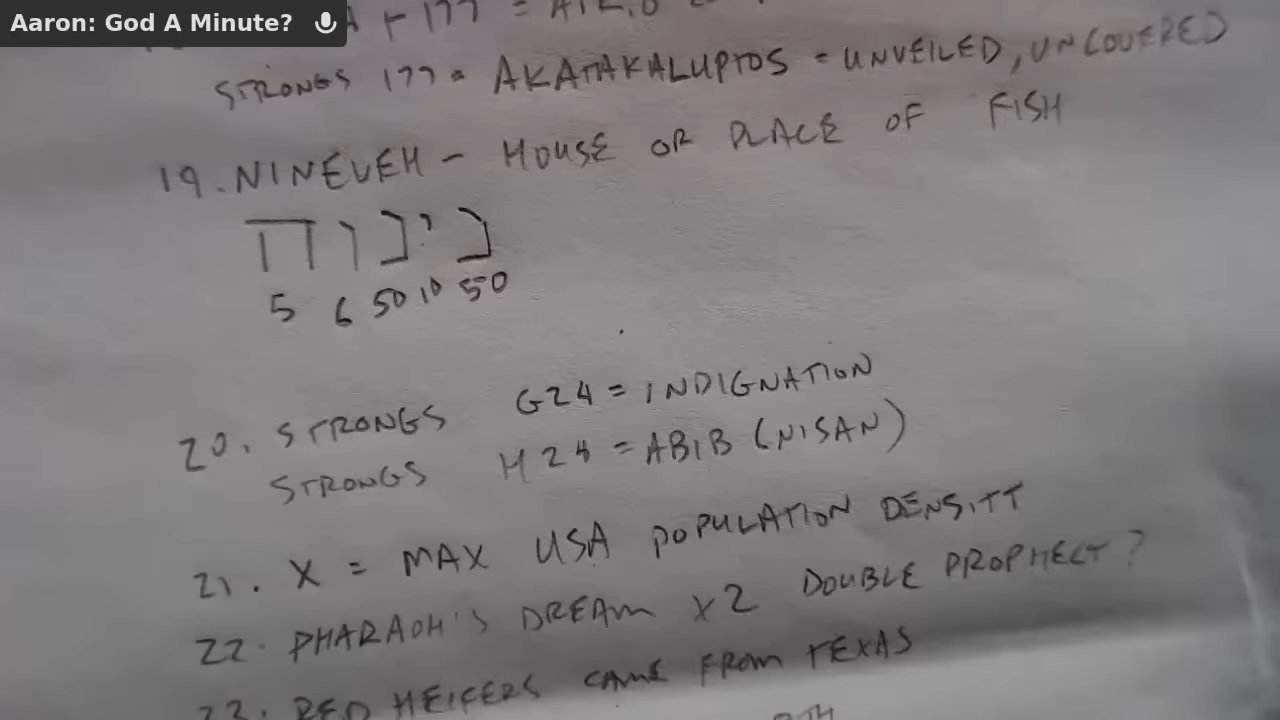 Aaron: God A Minute?
A + 177 =
STRONGS 177 = AKATAKALUPTOS = UNVEILED, UNCOVERED
19. NINEVEH - HOUSE OR PLACE OF FISH
נינוה
5 6 50 10 50
20. STRONGS G24 = INDIGNATION
STRONGS H24 = ABIB (NISAN)
21. X = MAX USA POPULATION DENSITY
22. PHARAOH'S DREAM x2 DOUBLE PROPHECY?
23. RED HEIFERS CAME FROM TEXAS